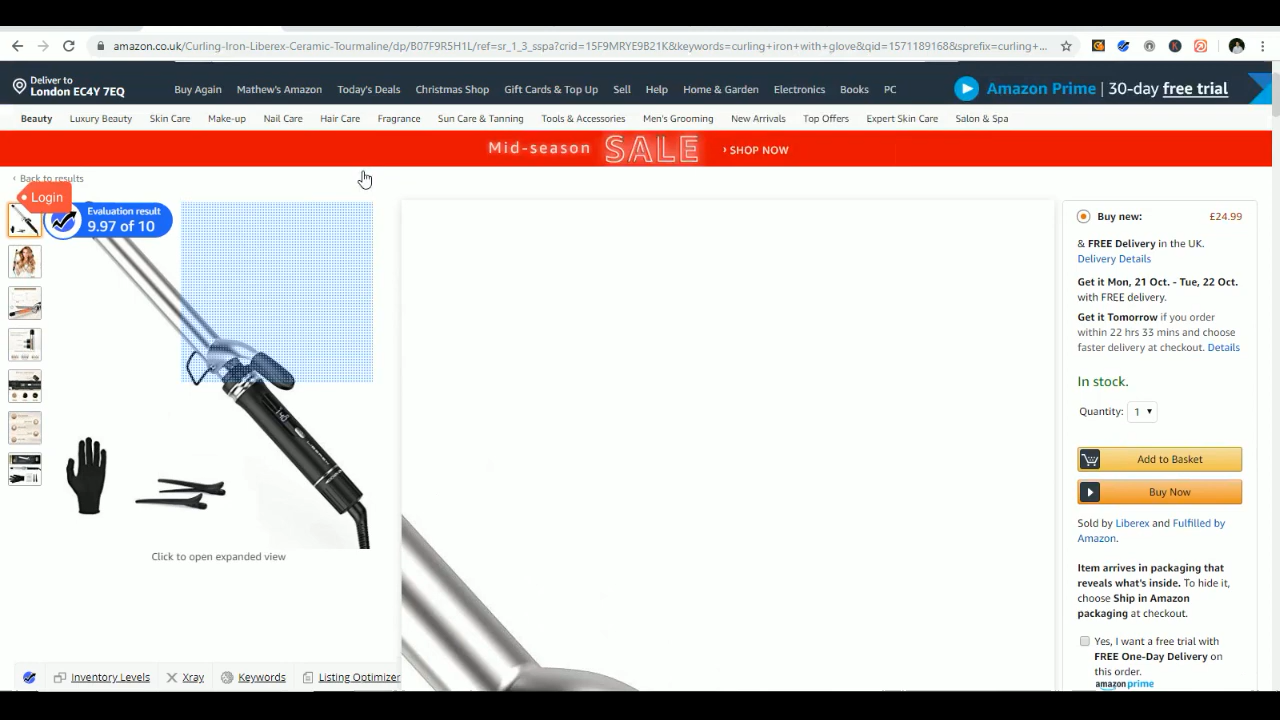 amazon.co.uk/Curling-Iron-Liberex-Ceramic-Tourmaline/dp/B07F9R5H1L/ref=sr_1_3_sspa?crid=15F9MRYE9B21K&keywords=curling+iron+with+glove&qid=1571189168&sprefix=curling+...
Deliver to
London EC4Y 7EQ
Buy Again Mathew's Amazon Today's Deals Christmas Shop Gift Cards & Top Up Sell Help Home & Garden Electronics Books PC
Amazon Prime | 30-day free trial
Beauty Luxury Beauty Skin Care Make-up Nail Care Hair Care Fragrance Sun Care & Tanning Tools & Accessories Men's Grooming New Arrivals Top Offers Expert Skin Care Salon & Spa
Mid-season SALE › SHOP NOW
‹ Back to results
Login
Evaluation result
9.97 of 10
Click to open expanded view
Inventory Levels Xray Keywords Listing Optimizer
Buy new: £24.99
& FREE Delivery in the UK.
Delivery Details
Get it Mon, 21 Oct. - Tue, 22 Oct.
with FREE delivery.
Get it Tomorrow if you order
within 22 hrs 33 mins and choose
faster delivery at checkout. Details
In stock.
Quantity: 1
Add to Basket
Buy Now
Sold by Liberex and Fulfilled by
Amazon.
Item arrives in packaging that
reveals what's inside. To hide it,
choose Ship in Amazon
packaging at checkout.
Yes, I want a free trial with
FREE One-Day Delivery on
this order.
amazon prime